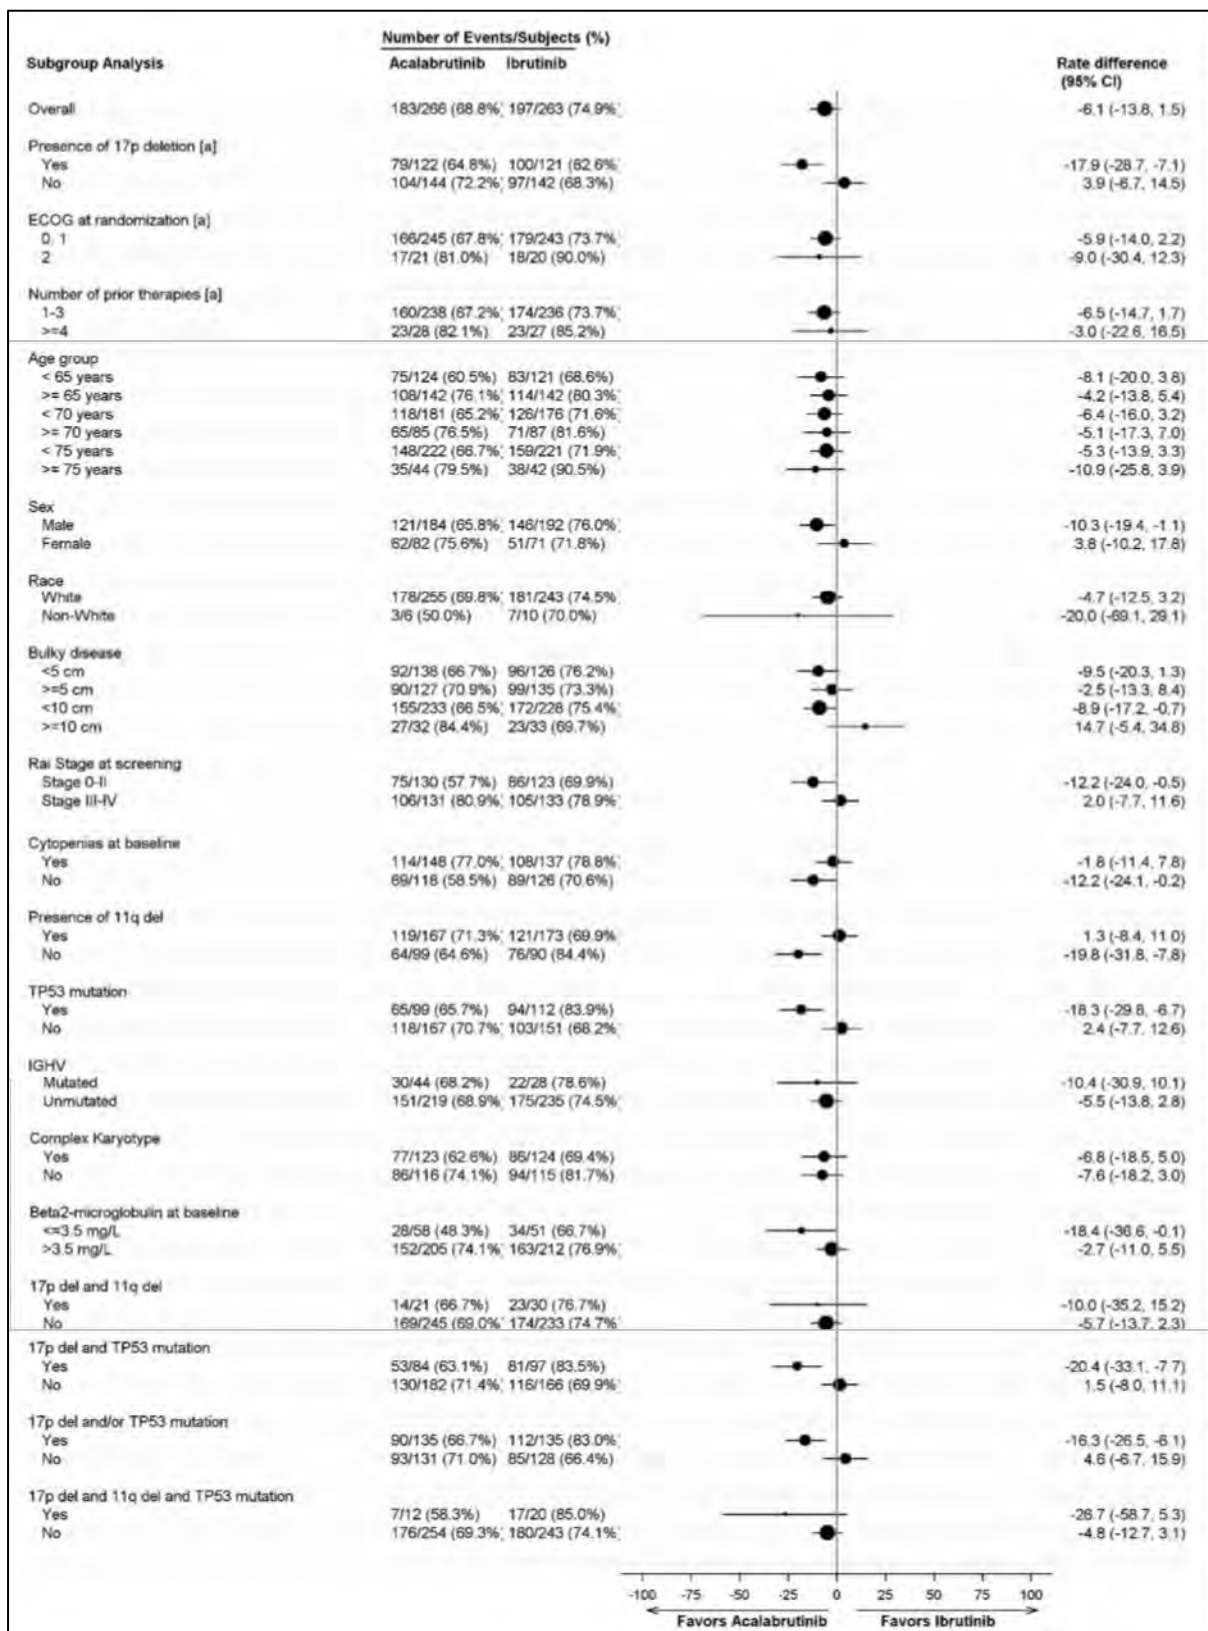 Number of Events/Subjects (%)
Subgroup Analysis Acalabrutinib Ibrutinib Rate difference
(95% CI)
Overall 183/266 (68.8%) 197/263 (74.9%) -6.1 (-13.8, 1.5)
Presence of 17p deletion [a]
Yes 79/122 (64.8%) 100/121 (82.6%) -17.9 (-28.7, -7.1)
No 104/144 (72.2%) 97/142 (68.3%) 3.9 (-6.7, 14.5)
ECOG at randomization [a]
0, 1 166/245 (67.8%) 179/243 (73.7%) -5.9 (-14.0, 2.2)
2 17/21 (81.0%) 18/20 (90.0%) -9.0 (-30.4, 12.3)
Number of prior therapies [a]
1-3 160/238 (67.2%) 174/236 (73.7%) -6.5 (-14.7, 1.7)
>=4 23/28 (82.1%) 23/27 (85.2%) -3.0 (-22.6, 16.5)
Age group
< 65 years 75/124 (60.5%) 83/121 (68.6%) -8.1 (-20.0, 3.8)
>= 65 years 108/142 (76.1%) 114/142 (80.3%) -4.2 (-13.8, 5.4)
< 70 years 118/181 (65.2%) 126/176 (71.6%) -6.4 (-16.0, 3.2)
>= 70 years 65/85 (76.5%) 71/87 (81.6%) -5.1 (-17.3, 7.0)
< 75 years 148/222 (66.7%) 159/221 (71.9%) -5.3 (-13.9, 3.3)
>= 75 years 35/44 (79.5%) 38/42 (90.5%) -10.9 (-25.8, 3.9)
Sex
Male 121/184 (65.8%) 146/192 (76.0%) -10.3 (-19.4, -1.1)
Female 62/82 (75.6%) 51/71 (71.8%) 3.8 (-10.2, 17.8)
Race
White 178/255 (69.8%) 181/243 (74.5%) -4.7 (-12.5, 3.2)
Non-White 3/6 (50.0%) 7/10 (70.0%) -20.0 (-69.1, 29.1)
Bulky disease
<5 cm 92/138 (66.7%) 96/126 (76.2%) -9.5 (-20.3, 1.3)
>=5 cm 90/127 (70.9%) 99/135 (73.3%) -2.5 (-13.3, 8.4)
<10 cm 155/233 (66.5%) 172/228 (75.4%) -8.9 (-17.2, -0.7)
>=10 cm 27/32 (84.4%) 23/33 (69.7%) 14.7 (-5.4, 34.8)
Rai Stage at screening
Stage 0-II 75/130 (57.7%) 86/123 (69.9%) -12.2 (-24.0, -0.5)
Stage III-IV 106/131 (80.9%) 105/133 (78.9%) 2.0 (-7.7, 11.6)
Cytopenias at baseline
Yes 114/148 (77.0%) 108/137 (78.8%) -1.8 (-11.4, 7.8)
No 69/118 (58.5%) 89/126 (70.6%) -12.2 (-24.1, -0.2)
Presence of 11q del
Yes 119/167 (71.3%) 121/173 (69.9%) 1.3 (-8.4, 11.0)
No 64/99 (64.6%) 76/90 (84.4%) -19.8 (-31.8, -7.8)
TP53 mutation
Yes 65/99 (65.7%) 94/112 (83.9%) -18.3 (-29.8, -6.7)
No 118/167 (70.7%) 103/151 (68.2%) 2.4 (-7.7, 12.6)
IGHV
Mutated 30/44 (68.2%) 22/28 (78.6%) -10.4 (-30.9, 10.1)
Unmutated 151/219 (68.9%) 175/235 (74.5%) -5.5 (-13.8, 2.8)
Complex Karyotype
Yes 77/123 (62.6%) 86/124 (69.4%) -6.8 (-18.5, 5.0)
No 86/116 (74.1%) 94/115 (81.7%) -7.6 (-18.2, 3.0)
Beta2-microglobulin at baseline
<=3.5 mg/L 28/58 (48.3%) 34/51 (66.7%) -18.4 (-36.6, -0.1)
>3.5 mg/L 152/205 (74.1%) 163/212 (76.9%) -2.7 (-11.0, 5.5)
17p del and 11q del
Yes 14/21 (66.7%) 23/30 (76.7%) -10.0 (-35.2, 15.2)
No 169/245 (69.0%) 174/233 (74.7%) -5.7 (-13.7, 2.3)
17p del and TP53 mutation
Yes 53/84 (63.1%) 81/97 (83.5%) -20.4 (-33.1, -7.7)
No 130/182 (71.4%) 116/166 (69.9%) 1.5 (-8.0, 11.1)
17p del and/or TP53 mutation
Yes 90/135 (66.7%) 112/135 (83.0%) -16.3 (-26.5, -6.1)
No 93/131 (71.0%) 85/128 (66.4%) 4.6 (-6.7, 15.9)
17p del and 11q del and TP53 mutation
Yes 7/12 (58.3%) 17/20 (85.0%) -26.7 (-58.7, 5.3)
No 176/254 (69.3%) 180/243 (74.1%) -4.8 (-12.7, 3.1)
-100 -75 -50 -25 0 25 50 75 100
Favors Acalabrutinib Favors Ibrutinib